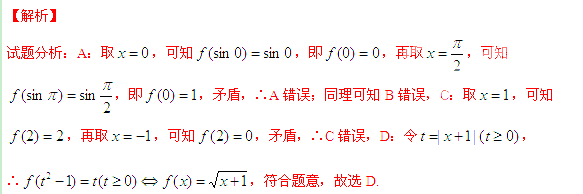 【解析】
试题分析：A：取 x=0，可知 f(sin 0)=sin 0，即 f(0)=0，再取 x=π/2，可知
f(sin π)=sin π/2，即 f(0)=1，矛盾，∴A 错误；同理可知 B 错误，C：取 x=1，可知
f(2)=2，再取 x=−1，可知 f(2)=0，矛盾，∴C 错误，D：令 t=|x+1|(t≥0)，
∴ f(t²−1)=t(t≥0)⇔f(x)=√(x+1)，符合题意，故选 D.